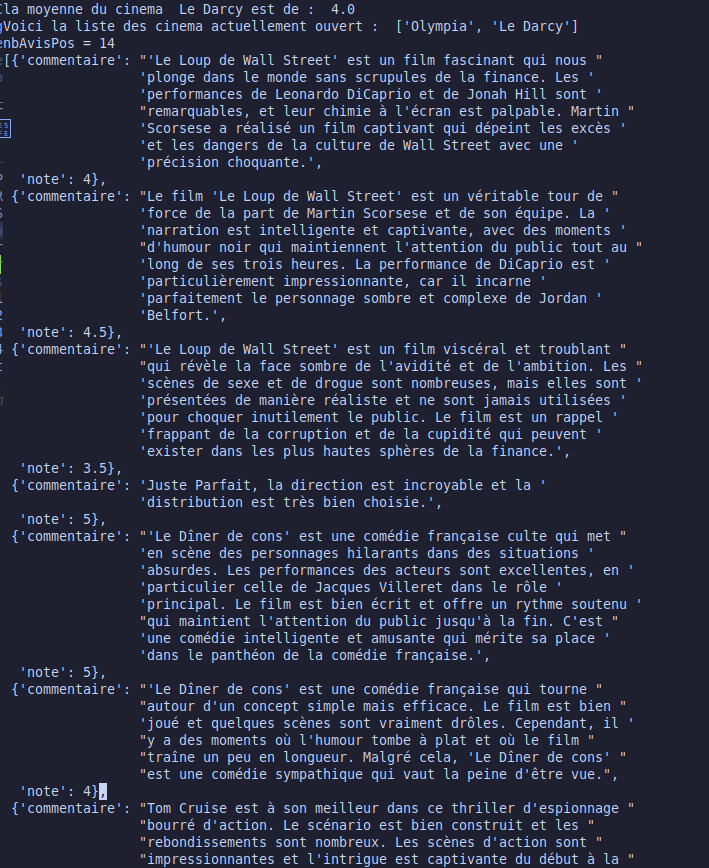 la moyenne du cinema  Le Darcy est de :  4.0
Voici la liste des cinema actuellement ouvert :  ['Olympia', 'Le Darcy']
nbAvisPos = 14
[{'commentaire': "'Le Loup de Wall Street' est un film fascinant qui nous "
'plonge dans le monde sans scrupules de la finance. Les '
'performances de Leonardo DiCaprio et de Jonah Hill sont '
"remarquables, et leur chimie à l'écran est palpable. Martin "
'Scorsese a réalisé un film captivant qui dépeint les excès '
'et les dangers de la culture de Wall Street avec une '
'précision choquante.',
'note': 4},
{'commentaire': "Le film 'Le Loup de Wall Street' est un véritable tour de "
'force de la part de Martin Scorsese et de son équipe. La '
'narration est intelligente et captivante, avec des moments '
"d'humour noir qui maintiennent l'attention du public tout au "
'long de ses trois heures. La performance de DiCaprio est '
'particulièrement impressionnante, car il incarne '
'parfaitement le personnage sombre et complexe de Jordan '
'Belfort.',
'note': 4.5},
{'commentaire': "'Le Loup de Wall Street' est un film viscéral et troublant "
"qui révèle la face sombre de l'avidité et de l'ambition. Les "
'scènes de sexe et de drogue sont nombreuses, mais elles sont '
'présentées de manière réaliste et ne sont jamais utilisées '
'pour choquer inutilement le public. Le film est un rappel '
'frappant de la corruption et de la cupidité qui peuvent '
'exister dans les plus hautes sphères de la finance.',
'note': 3.5},
{'commentaire': 'Juste Parfait, la direction est incroyable et la '
'distribution est très bien choisie.',
'note': 5},
{'commentaire': "'Le Dîner de cons' est une comédie française culte qui met "
'en scène des personnages hilarants dans des situations '
'absurdes. Les performances des acteurs sont excellentes, en '
'particulier celle de Jacques Villeret dans le rôle '
'principal. Le film est bien écrit et offre un rythme soutenu '
"qui maintient l'attention du public jusqu'à la fin. C'est "
'une comédie intelligente et amusante qui mérite sa place '
'dans le panthéon de la comédie française.',
'note': 5},
{'commentaire': "'Le Dîner de cons' est une comédie française qui tourne "
"autour d'un concept simple mais efficace. Le film est bien "
'joué et quelques scènes sont vraiment drôles. Cependant, il '
"y a des moments où l'humour tombe à plat et où le film "
"traîne un peu en longueur. Malgré cela, 'Le Dîner de cons' "
"est une comédie sympathique qui vaut la peine d'être vue.",
'note': 4},
{'commentaire': "Tom Cruise est à son meilleur dans ce thriller d'espionnage "
"bourré d'action. Le scénario est bien construit et les "
'rebondissements sont nombreux. Les scènes d'action sont "
"impressionnantes et l'intrigue est captivante du début à la "